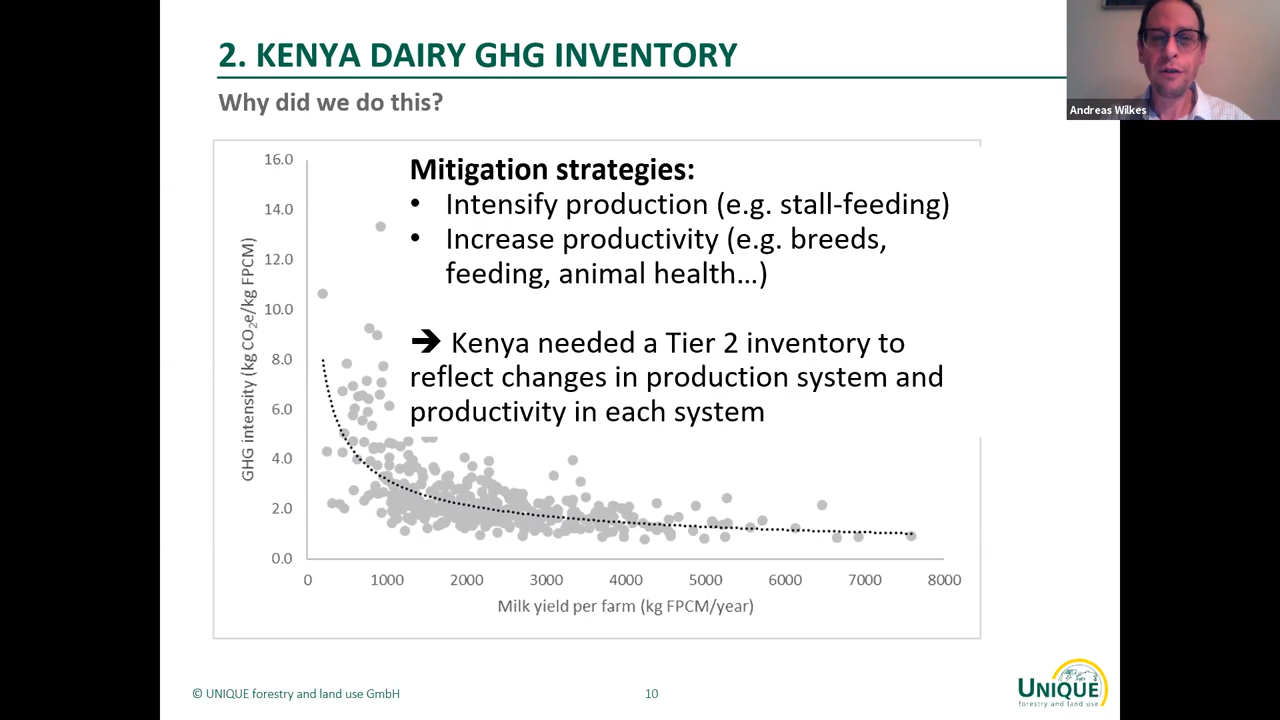 2. KENYA DAIRY GHG INVENTORY
Why did we do this?
Andreas Wilkes
Mitigation strategies:
• Intensify production (e.g. stall-feeding)
• Increase productivity (e.g. breeds,
feeding, animal health…)
➔ Kenya needed a Tier 2 inventory to
reflect changes in production system and
productivity in each system
GHG intensity (kg CO₂e/kg FPCM)
16.0
14.0
12.0
10.0
8.0
6.0
4.0
2.0
0.0
0 1000 2000 3000 4000 5000 6000 7000 8000
Milk yield per farm (kg FPCM/year)
© UNIQUE forestry and land use GmbH
10
UNIQUE
forestry and land use